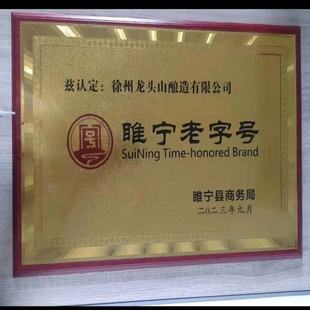 兹认定：徐州龙头山酿造有限公司
号
睢宁老字号
SuiNing Time-honored Brand
睢宁县商务局
二〇二三年九月